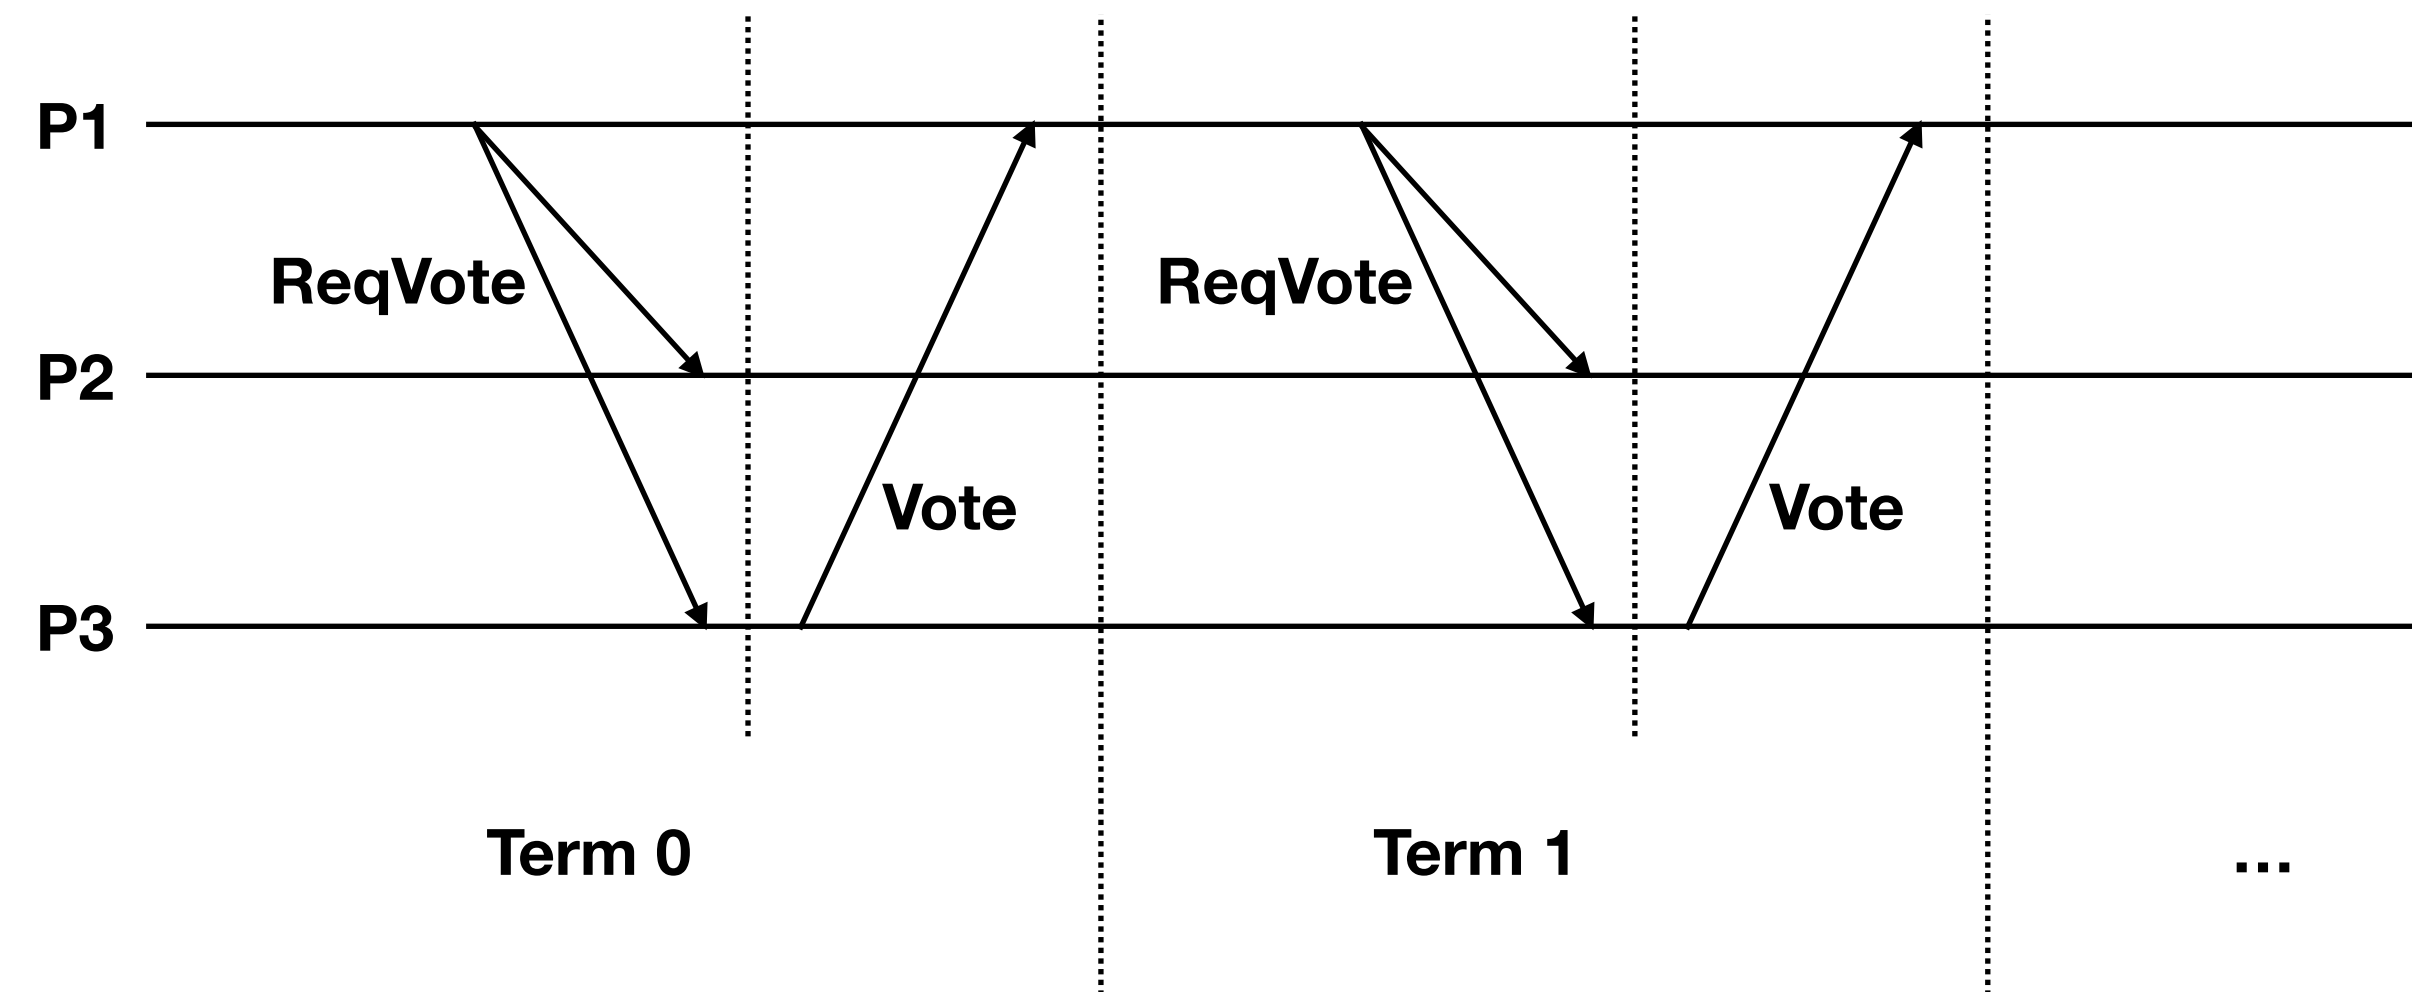 P1
ReqVote
ReqVote
P2
Vote
Vote
P3
Term 0
Term 1
...